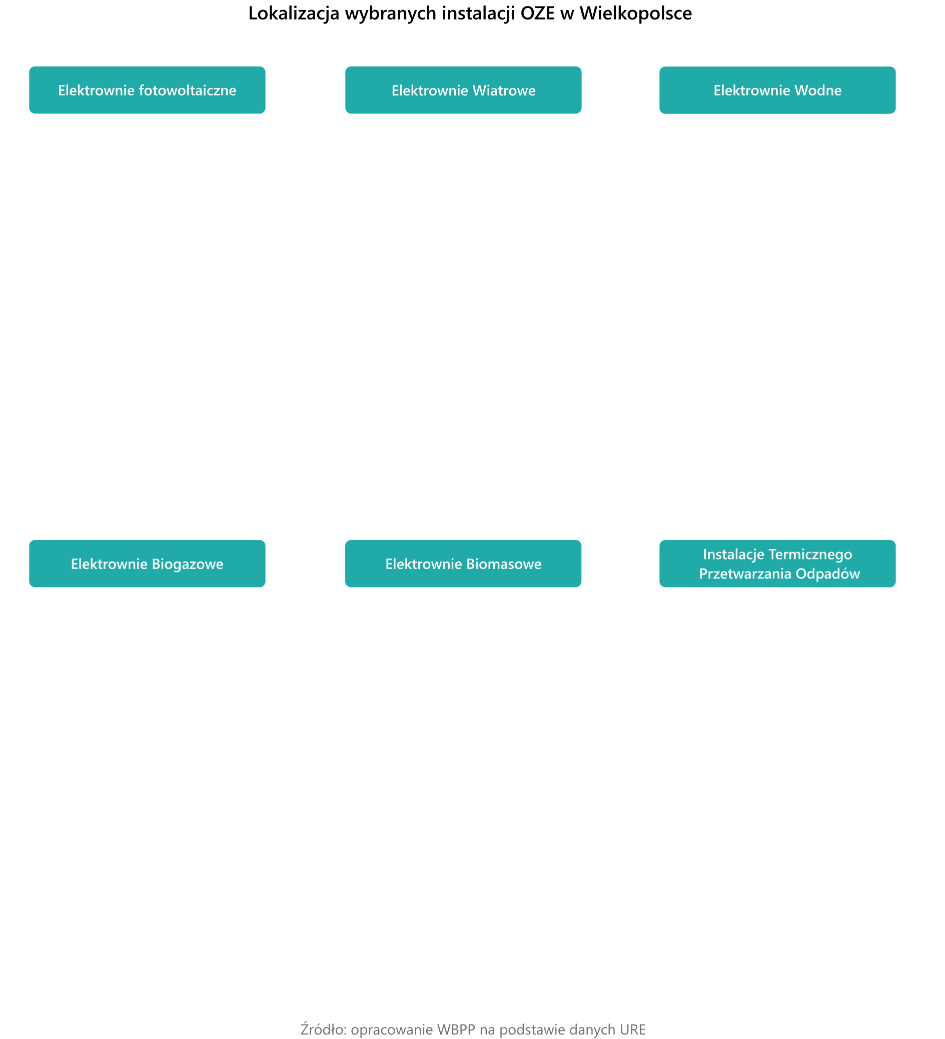 Lokalizacja wybranych instalacji OZE w Wielkopolsce
Elektrownie fotowoltaiczne
Elektrownie Wiatrowe
Elektrownie Wodne
Elektrownie Biogazowe
Elektrownie Biomasowe
Instalacje Termicznego
Przetwarzania Odpadów
Źródło: opracowanie WBPP na podstawie danych URE